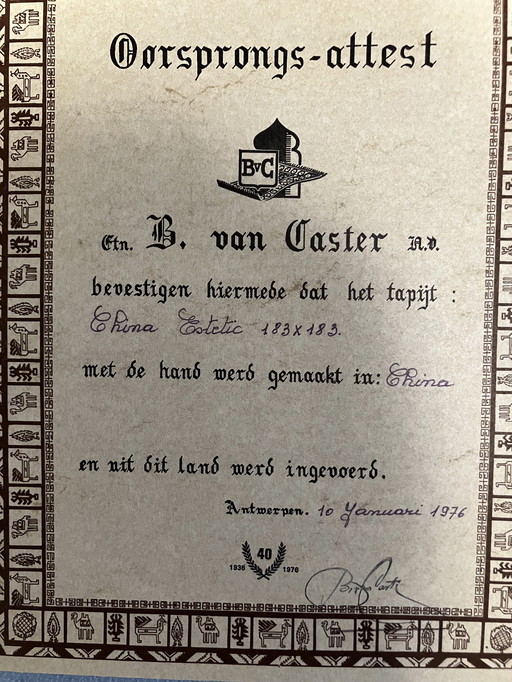 Oorsprongs-attest
BvC
Etn. B. van Caster N.V.
bevestigen hiermede dat het tapijt :
China Estetic 183x183.
met de hand werd gemaakt in: China
en uit dit land werd ingevoerd.
Antwerpen. 10 Januari 1976
40
1936 1976